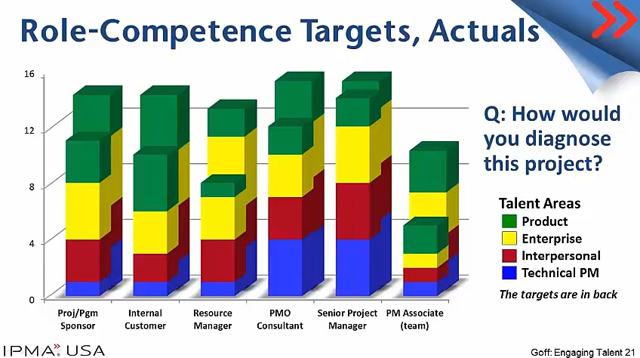 Role-Competence Targets, Actuals
16
12
8
4
0
Proj/Pgm
Sponsor
Internal
Customer
Resource
Manager
PMO
Consultant
Senior Project
Manager
PM Associate
(team)
Q: How would
you diagnose
this project?
Talent Areas
Product
Enterprise
Interpersonal
Technical PM
The targets are in back
IPMA USA
Goff: Engaging Talent 21